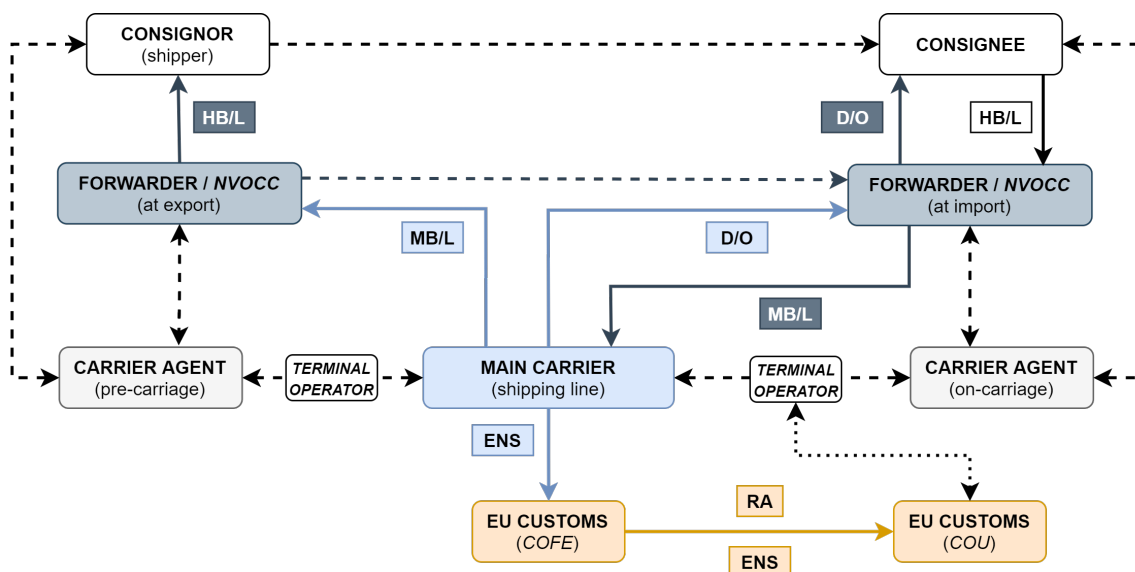 CONSIGNOR
(shipper)
CONSIGNEE
HB/L
D/O
HB/L
FORWARDER / NVOCC
(at export)
FORWARDER / NVOCC
(at import)
MB/L
D/O
MB/L
CARRIER AGENT
(pre-carriage)
TERMINAL
OPERATOR
MAIN CARRIER
(shipping line)
TERMINAL
OPERATOR
CARRIER AGENT
(on-carriage)
ENS
RA
EU CUSTOMS
(COFE)
EU CUSTOMS
(COU)
ENS